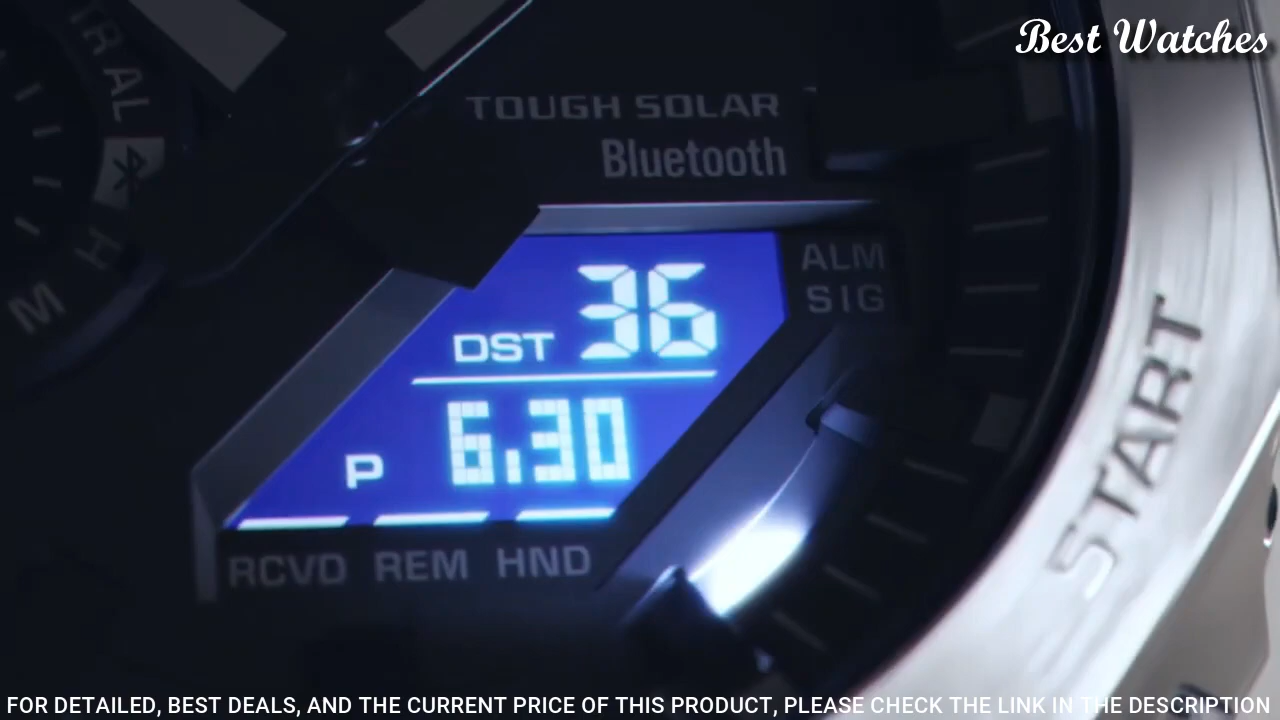 Best Watches
TRAL
TOUGH SOLAR
Bluetooth
H
M
ALM
SIG
DST 36
P 6.30
RCVD REM HND
START
FOR DETAILED, BEST DEALS, AND THE CURRENT PRICE OF THIS PRODUCT, PLEASE CHECK THE LINK IN THE DESCRIPTION